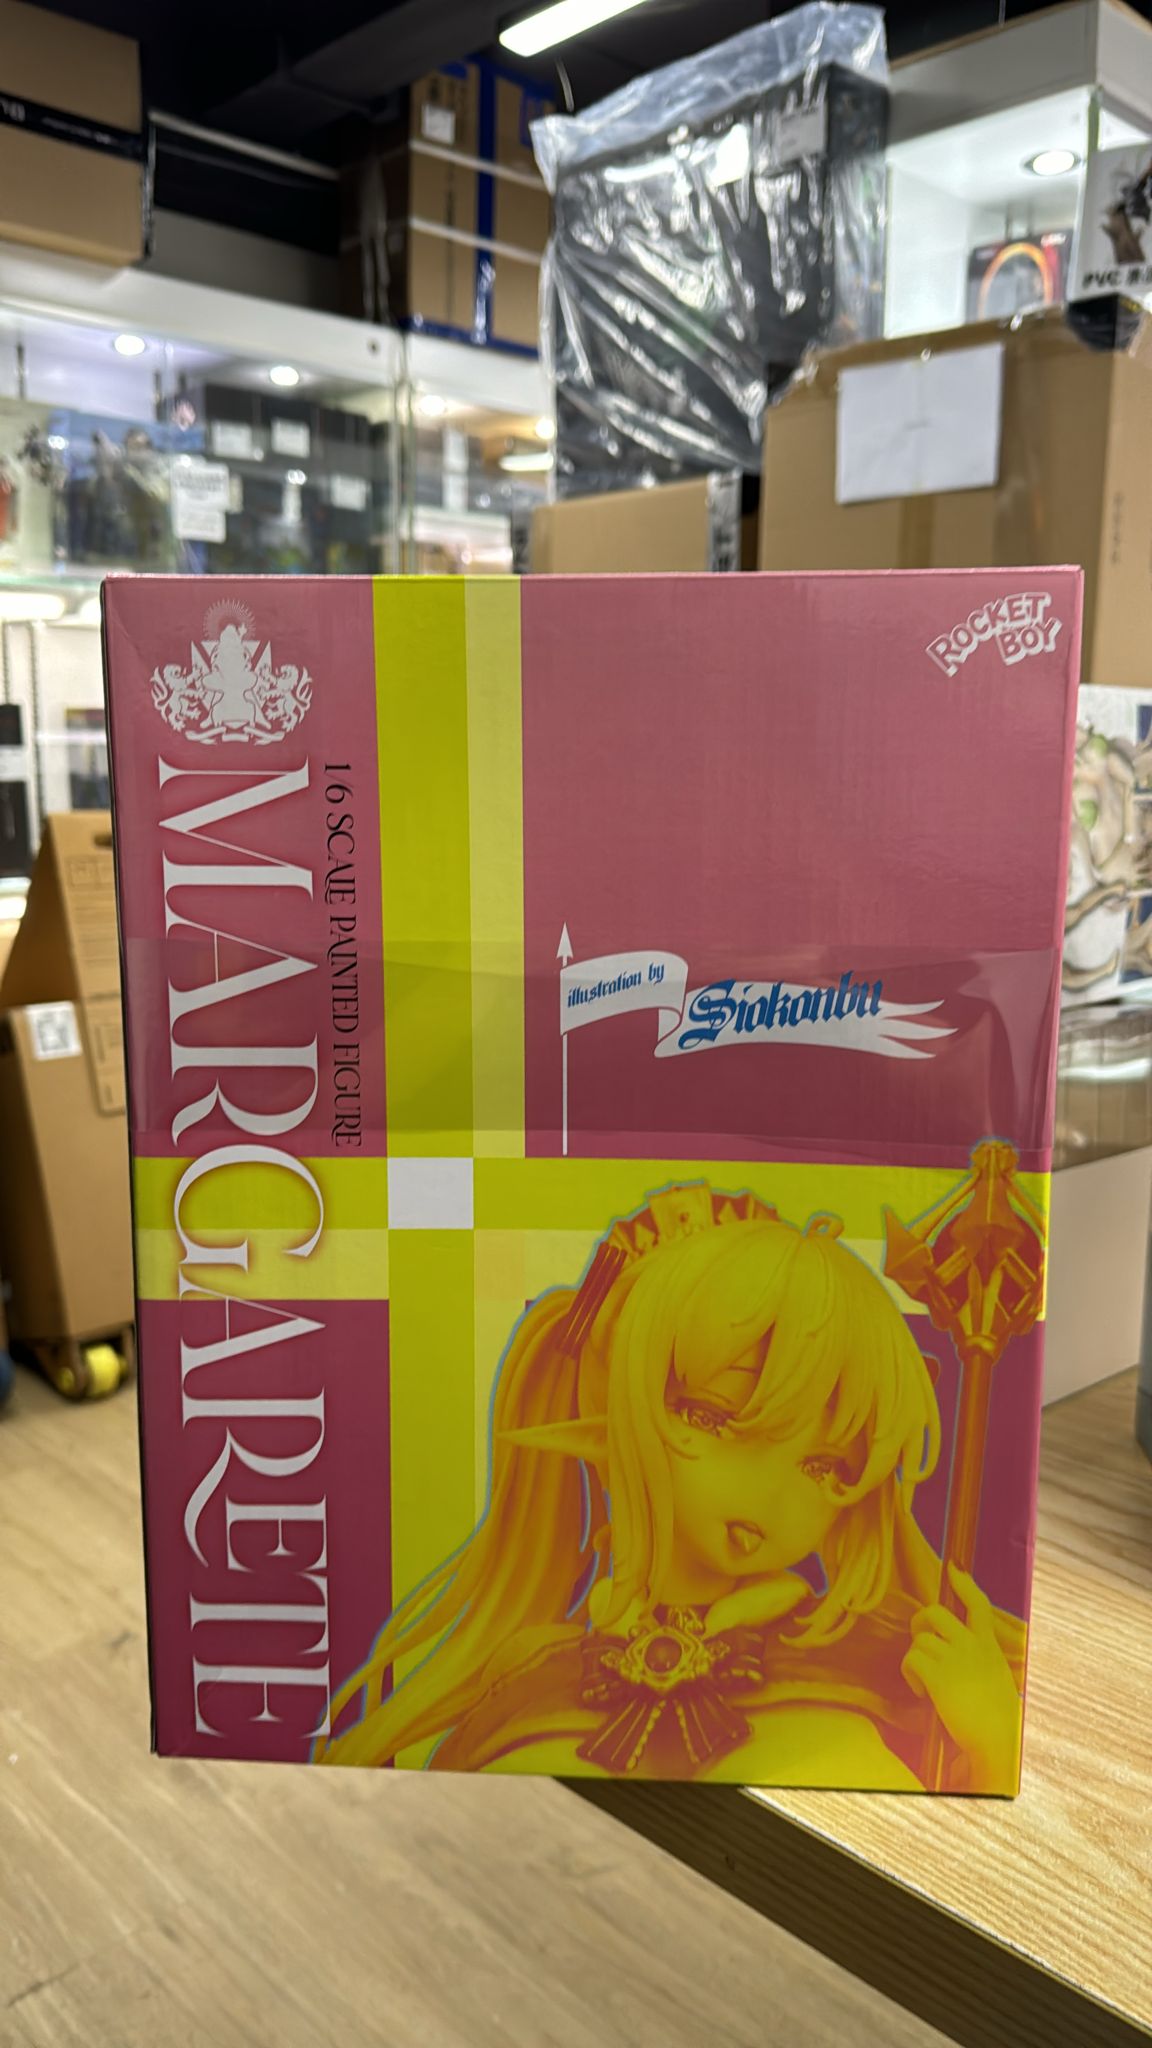 ROCKET
BOY
MARGARETE
1/6 SCALE PAINTED FIGURE
illustration by
Siokonbu
PVC